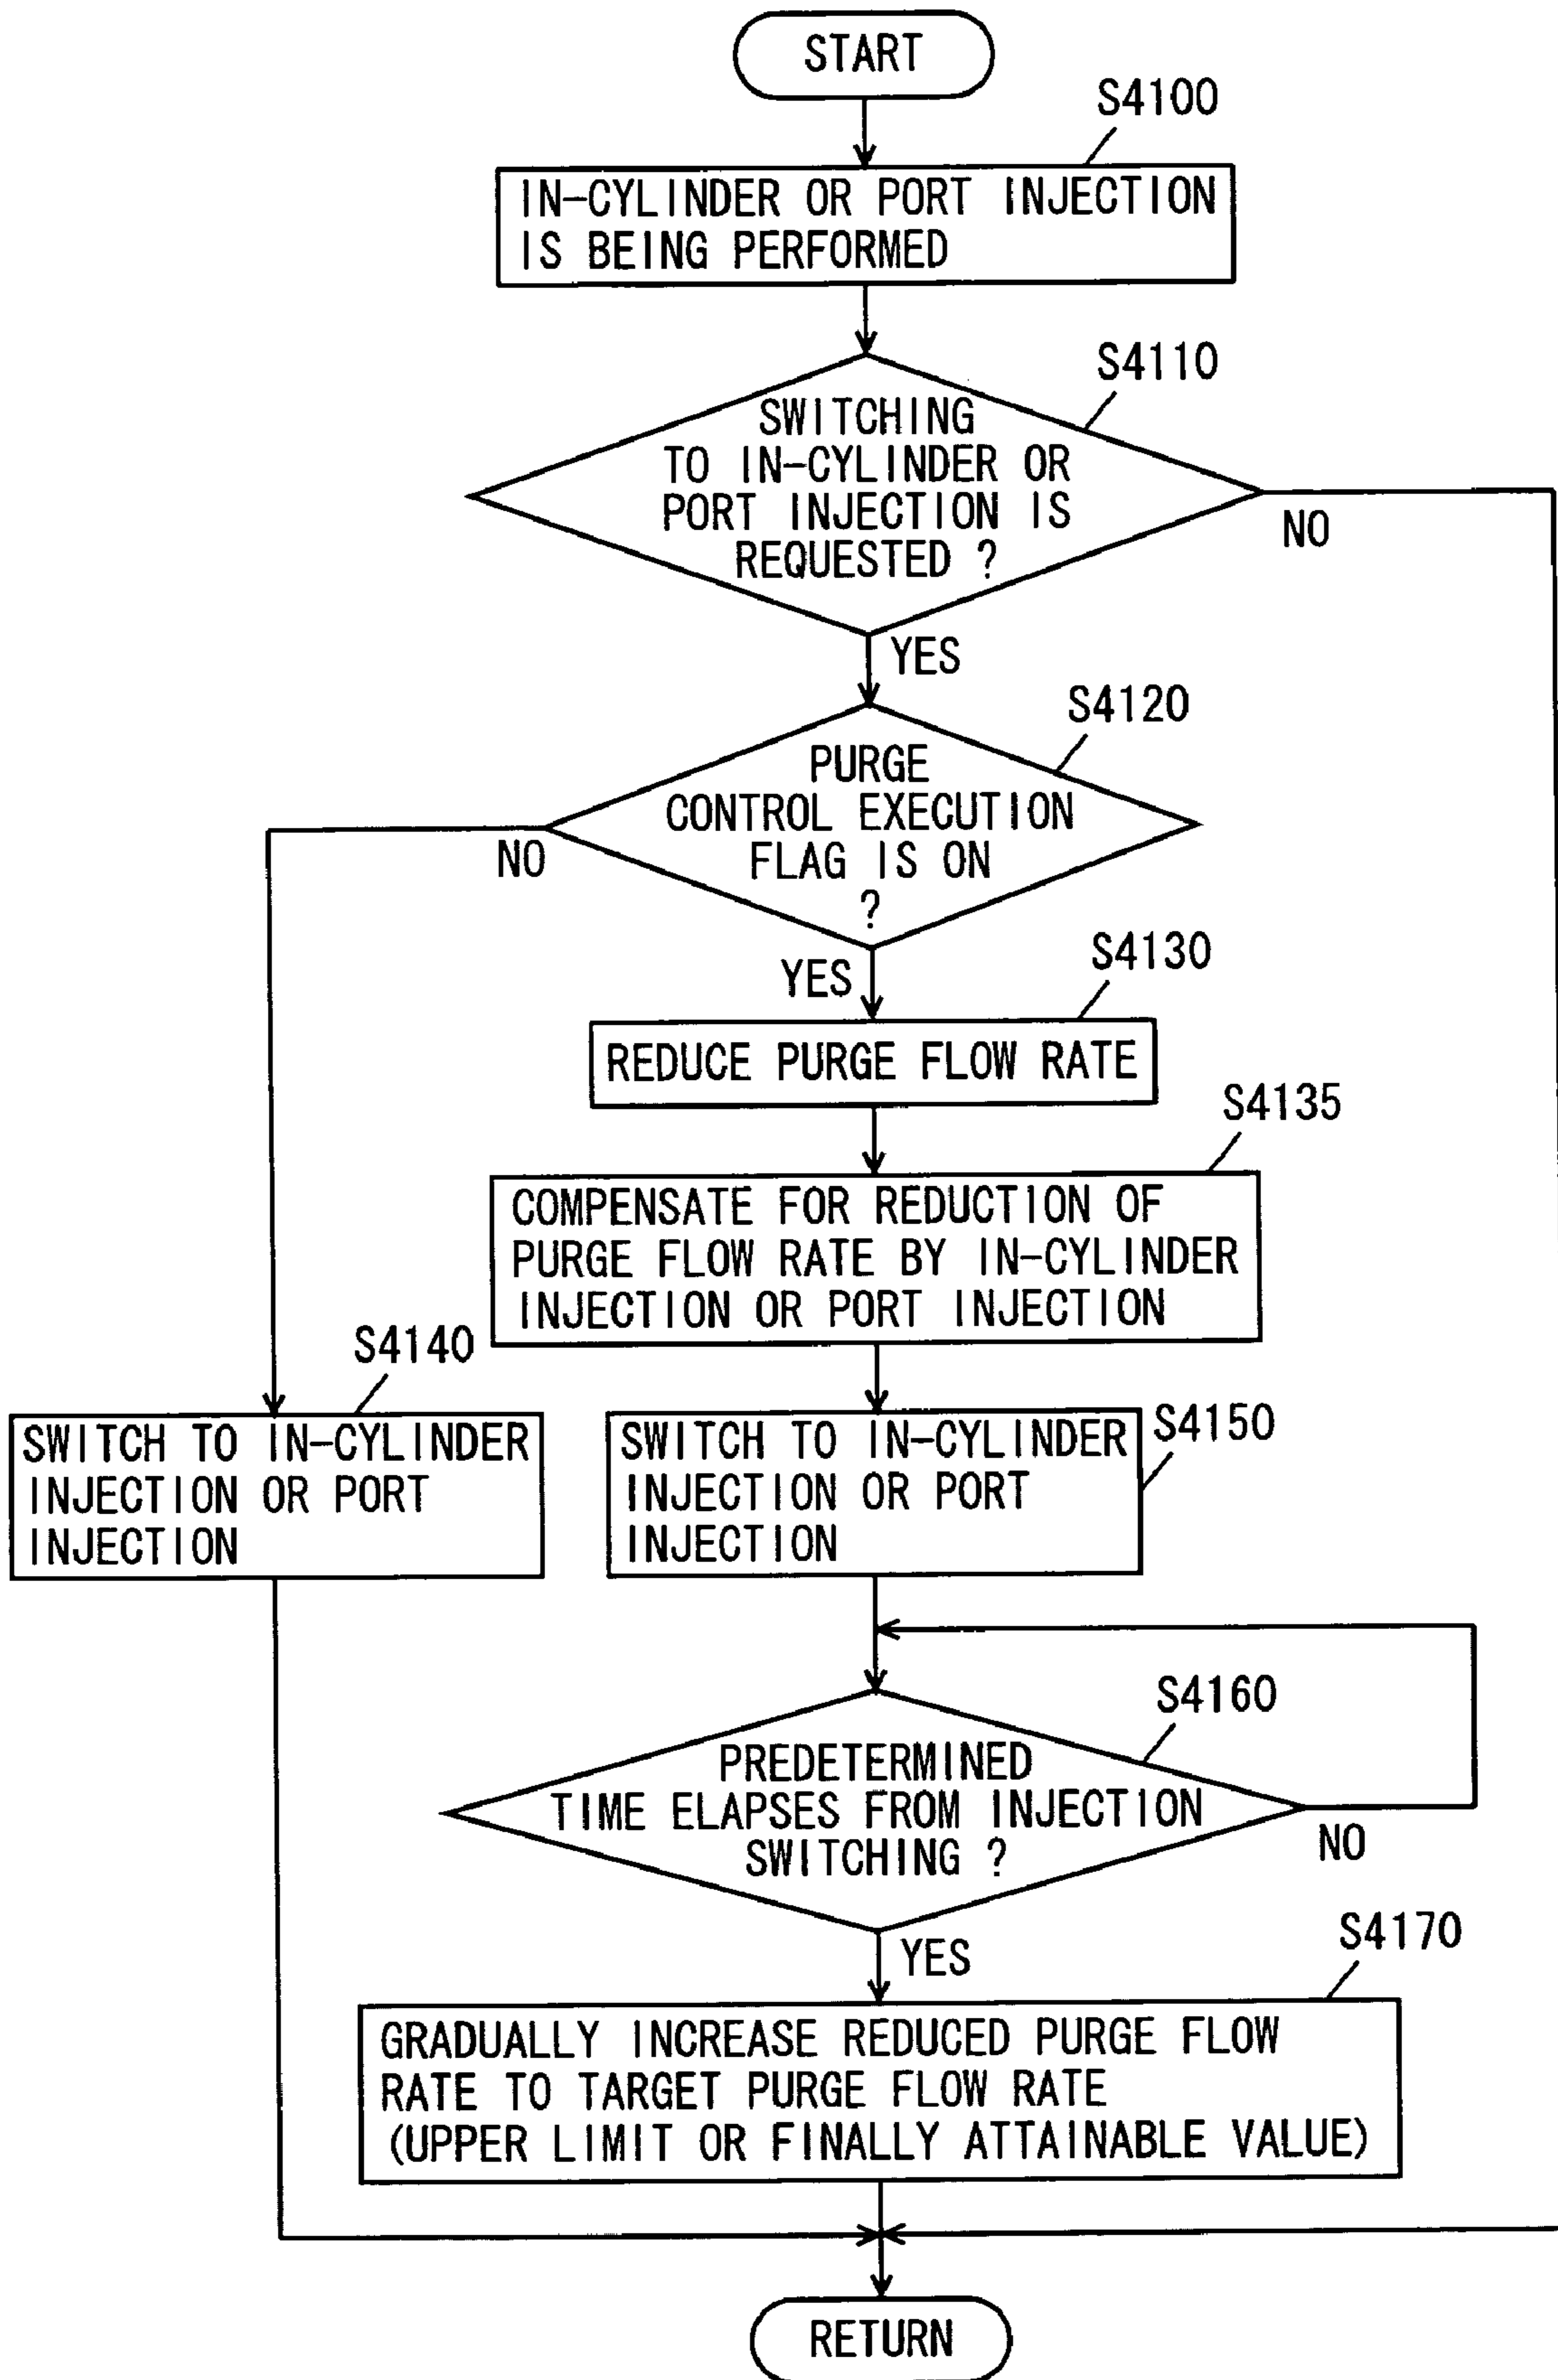 START
S4100
IN-CYLINDER OR PORT INJECTION
IS BEING PERFORMED
S4110
SWITCHING
TO IN-CYLINDER OR
PORT INJECTION IS
REQUESTED ?
NO
YES
S4120
PURGE
CONTROL EXECUTION
FLAG IS ON
?
NO
YES
S4130
REDUCE PURGE FLOW RATE
S4135
COMPENSATE FOR REDUCTION OF
PURGE FLOW RATE BY IN-CYLINDER
INJECTION OR PORT INJECTION
S4140
SWITCH TO IN-CYLINDER
INJECTION OR PORT
INJECTION
S4150
SWITCH TO IN-CYLINDER
INJECTION OR PORT
INJECTION
S4160
PREDETERMINED
TIME ELAPSES FROM INJECTION
SWITCHING ?
NO
YES
S4170
GRADUALLY INCREASE REDUCED PURGE FLOW
RATE TO TARGET PURGE FLOW RATE
(UPPER LIMIT OR FINALLY ATTAINABLE VALUE)
RETURN